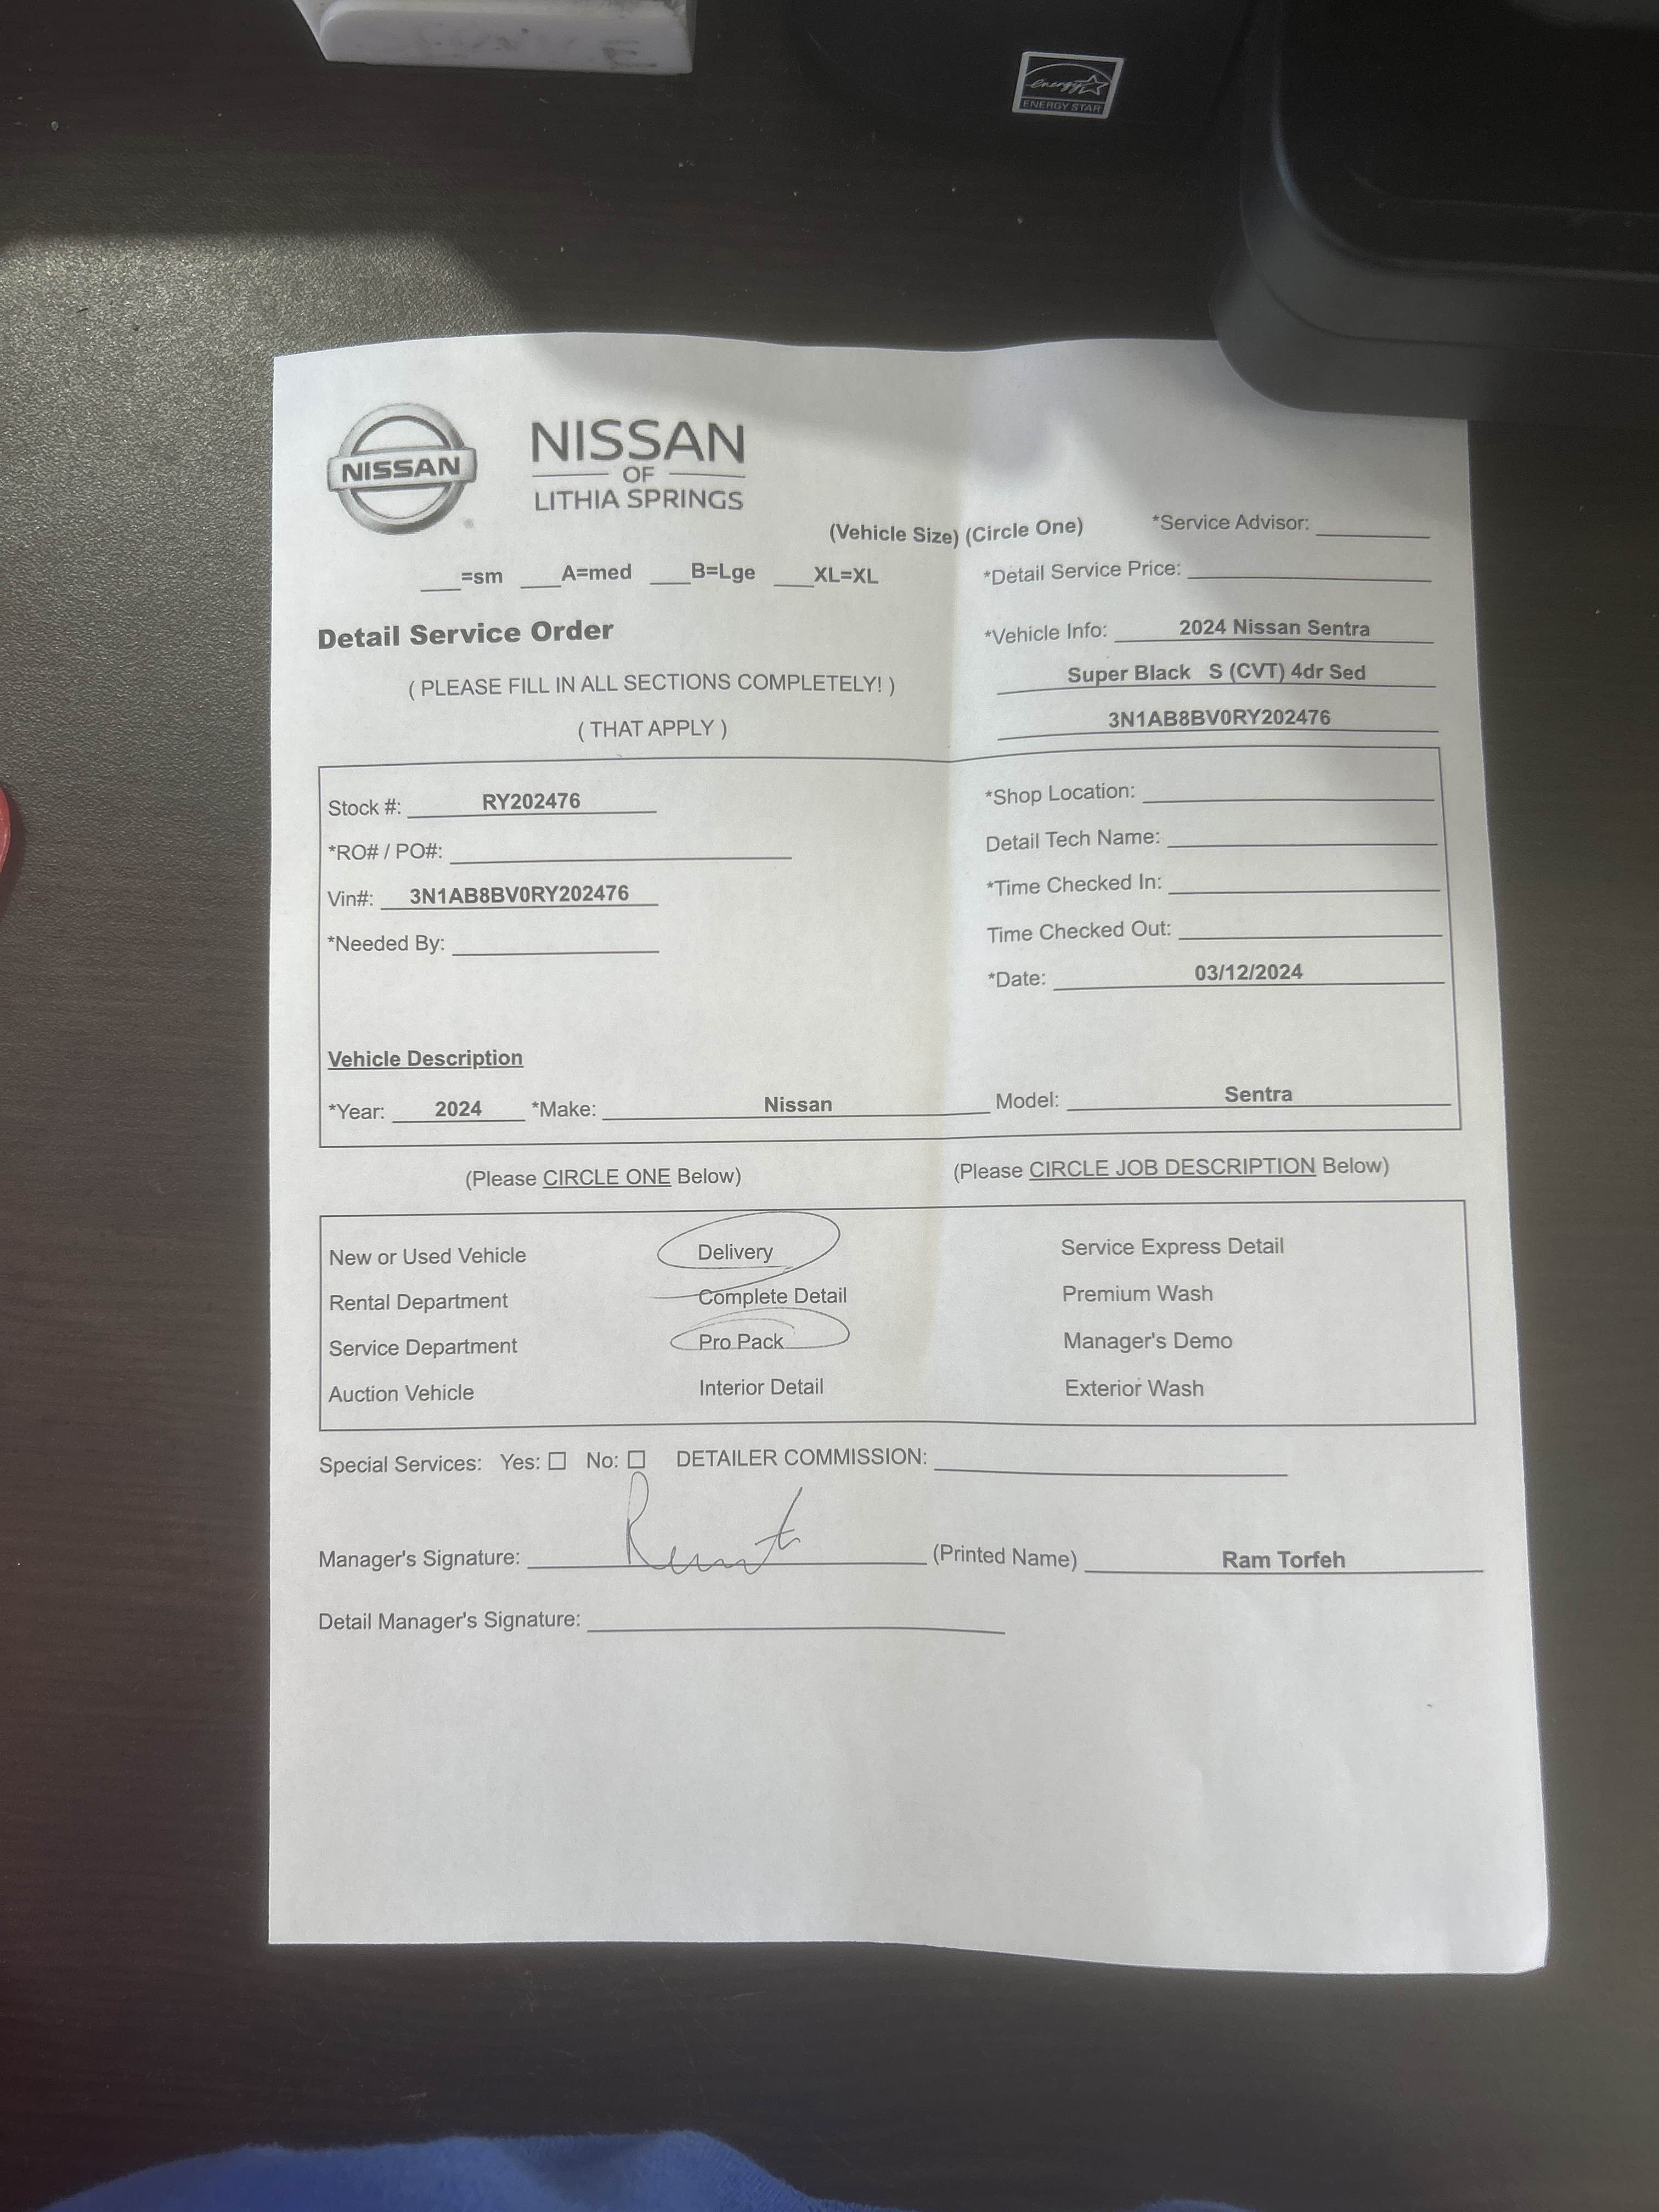 energy
ENERGY STAR
NISSAN
NISSAN
OF
LITHIA SPRINGS
(Vehicle Size) (Circle One) *Service Advisor:
=sm A=med B=Lge XL=XL *Detail Service Price:
Detail Service Order *Vehicle Info: 2024 Nissan Sentra
( PLEASE FILL IN ALL SECTIONS COMPLETELY! ) Super Black S (CVT) 4dr Sed
( THAT APPLY ) 3N1AB8BV0RY202476
Stock #: RY202476 *Shop Location:
*RO# / PO#: Detail Tech Name:
Vin#: 3N1AB8BV0RY202476 *Time Checked In:
*Needed By: Time Checked Out:
*Date: 03/12/2024
Vehicle Description
*Year: 2024 *Make: Nissan Model: Sentra
(Please CIRCLE ONE Below) (Please CIRCLE JOB DESCRIPTION Below)
New or Used Vehicle Delivery Service Express Detail
Rental Department Complete Detail Premium Wash
Service Department Pro Pack Manager's Demo
Auction Vehicle Interior Detail Exterior Wash
Special Services: Yes: ☐ No: ☐ DETAILER COMMISSION:
Manager's Signature: (Printed Name) Ram Torfeh
Detail Manager's Signature: